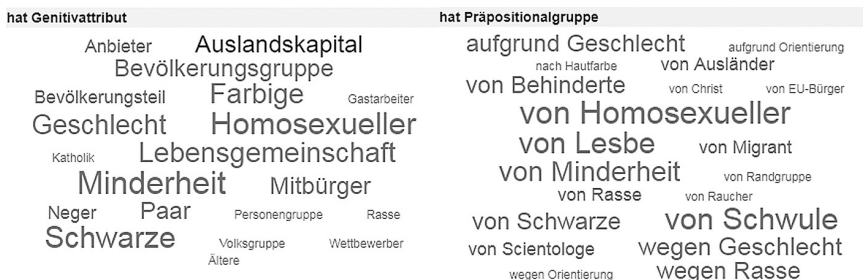 hat Genitivattribut
Anbieter Auslandskapital
Bevölkerungsgruppe
Bevölkerungsteil Farbige Gastarbeiter
Geschlecht Homosexueller
Katholik Lebensgemeinschaft
Minderheit Mitbürger
Neger Paar Personengruppe Rasse
Schwarze Volksgruppe Wettbewerber
Ältere
hat Präpositionalgruppe
aufgrund Geschlecht aufgrund Orientierung
nach Hautfarbe von Ausländer
von Behinderte von Christ von EU-Bürger
von Homosexueller
von Lesbe von Migrant
von Minderheit von Randgruppe
von Rasse von Raucher
von Schwarze von Schwule
von Scientologe wegen Geschlecht
wegen Orientierung wegen Rasse